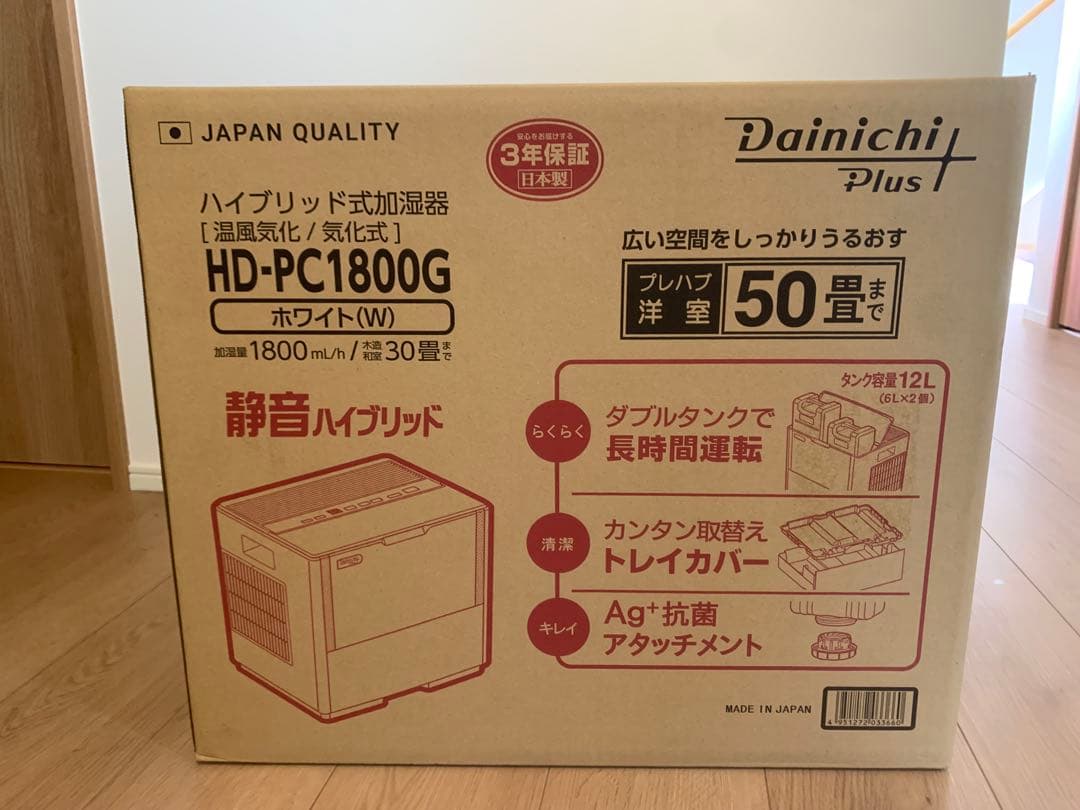 JAPAN QUALITY
安心をお届けする
3年保証
日本製
Dainichi
Plus
ハイブリッド式加湿器
[温風気化/気化式]
HD-PC1800G
ホワイト(W)
加湿量1800mL/h/木造和室30畳まで
広い空間をしっかりうるおす
プレハブ洋室50畳まで
静音ハイブリッド
タンク容量12L
(6L×2個)
らくらく
ダブルタンクで
長時間運転
清潔
カンタン取替え
トレイカバー
キレイ
Ag⁺抗菌
アタッチメント
MADE IN JAPAN
4 951272 033660